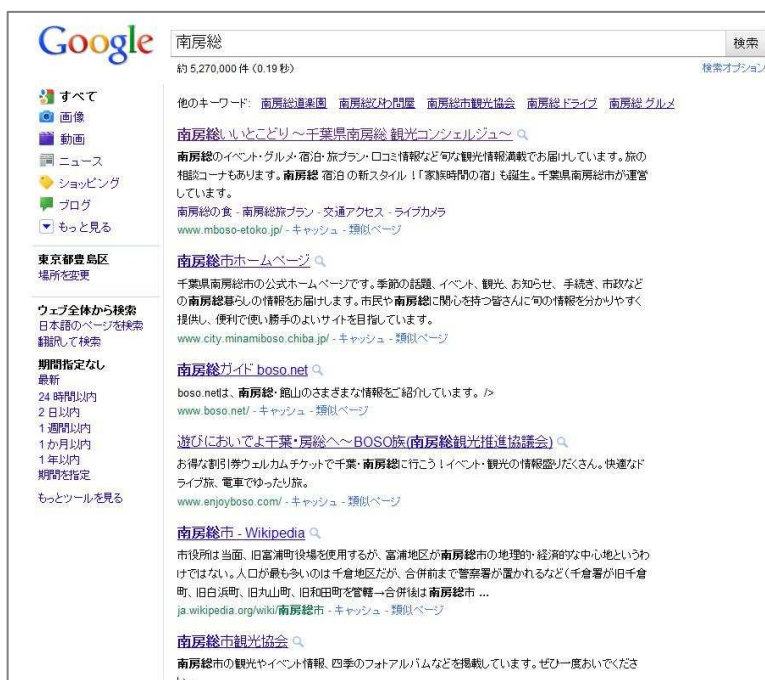 Google
南房総
検索
約 5,270,000 件 (0.19 秒)
検索オプション
すべて
画像
動画
ニュース
ショッピング
ブログ
もっと見る
東京都豊島区
場所を変更
ウェブ全体から検索
日本語のページを検索
翻訳して検索
期間指定なし
最新
24 時間以内
2 日以内
1 週間以内
1 か月以内
1 年以内
期間を指定
もっとツールを見る
他のキーワード: 南房総道楽園 南房総びわ問屋 南房総市観光協会 南房総 ドライブ 南房総 グルメ
南房総いいとこどり～千葉県南房総 観光コンシェルジュ～
南房総のイベント・グルメ・宿泊・旅プラン・口コミ情報など旬な観光情報満載でお届けしています。旅の
相談コーナもあります。南房総 宿泊の新スタイル！「家族時間の宿」も誕生。千葉県南房総市が運営
しています。
南房総の食 - 南房総旅プラン - 交通アクセス - ライブカメラ
www.mboso-etoko.jp/ - キャッシュ - 類似ページ
南房総市ホームページ
千葉県南房総市の公式ホームページです。季節の話題、イベント、観光、お知らせ、手続き、市政など
の南房総暮らしの情報をお届けします。市民や南房総に関心を持つ皆さんに旬の情報を分かりやすく
提供し、便利で使い勝手のよいサイトを目指しています。
www.city.minamiboso.chiba.jp/ - キャッシュ - 類似ページ
南房総ガイド boso.net
boso.netは、南房総・館山のさまざまな情報をご紹介しています。 />
www.boso.net/ - キャッシュ - 類似ページ
遊びにおいでよ千葉・房総へ～BOSO族(南房総観光推進協議会)
お得な割引券ウェルカムチケットで千葉・南房総に行こう！イベント・観光の情報盛りだくさん。快適なド
ライブ旅、電車でゆったり旅。
www.enjoyboso.com/ - キャッシュ - 類似ページ
南房総市 - Wikipedia
市役所は当面、旧富浦町役場を使用するが、富浦地区が南房総市の地理的・経済的な中心地というわ
けではない。人口が最も多いのは千倉地区だが、合併前まで警察署が置かれるなど(千倉署が旧千倉
町、旧白浜町、旧丸山町、旧和田町を管轄→合併後は南房総市 ...
ja.wikipedia.org/wiki/南房総市 - キャッシュ - 類似ページ
南房総市観光協会
南房総市の観光やイベント情報、四季のフォトアルバムなどを掲載しています。ぜひ一度おいでくださ